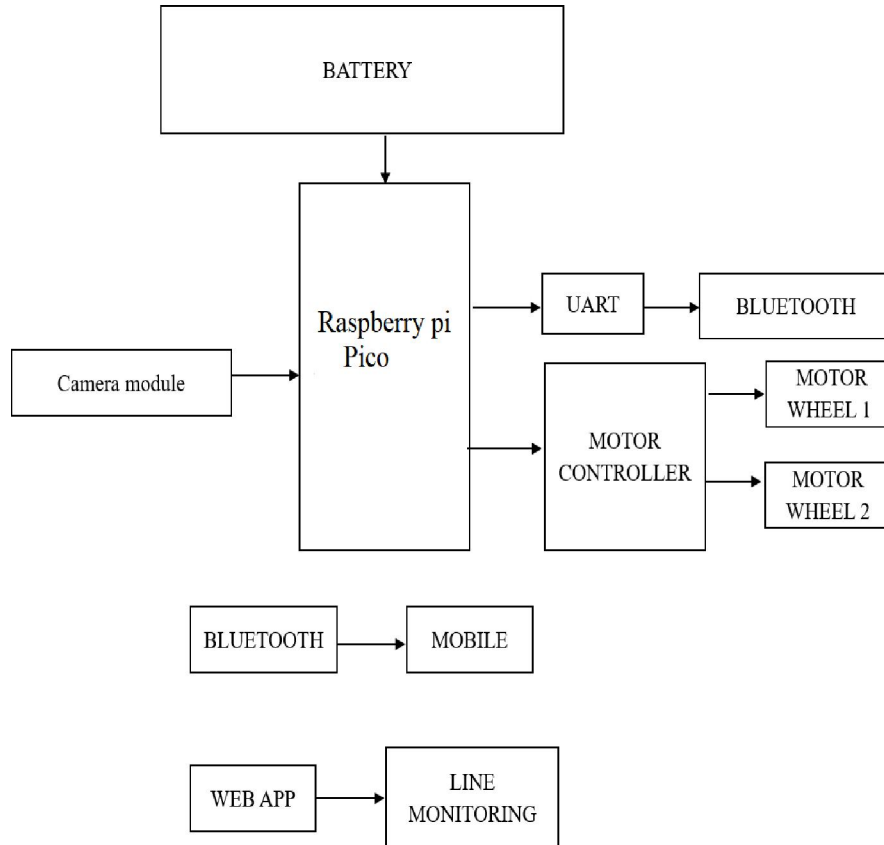 BATTERY
Raspberry pi
Pico
UART
BLUETOOTH
Camera module
MOTOR
CONTROLLER
MOTOR
WHEEL 1
MOTOR
WHEEL 2
BLUETOOTH
MOBILE
WEB APP
LINE
MONITORING